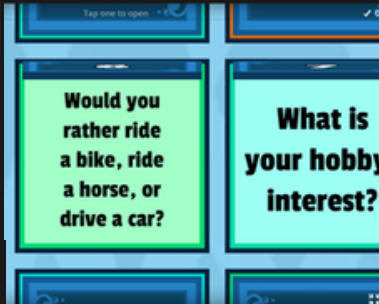 Tap one to open
Would you
rather ride
a bike, ride
a horse, or
drive a car?
What is
your hobby
interest?